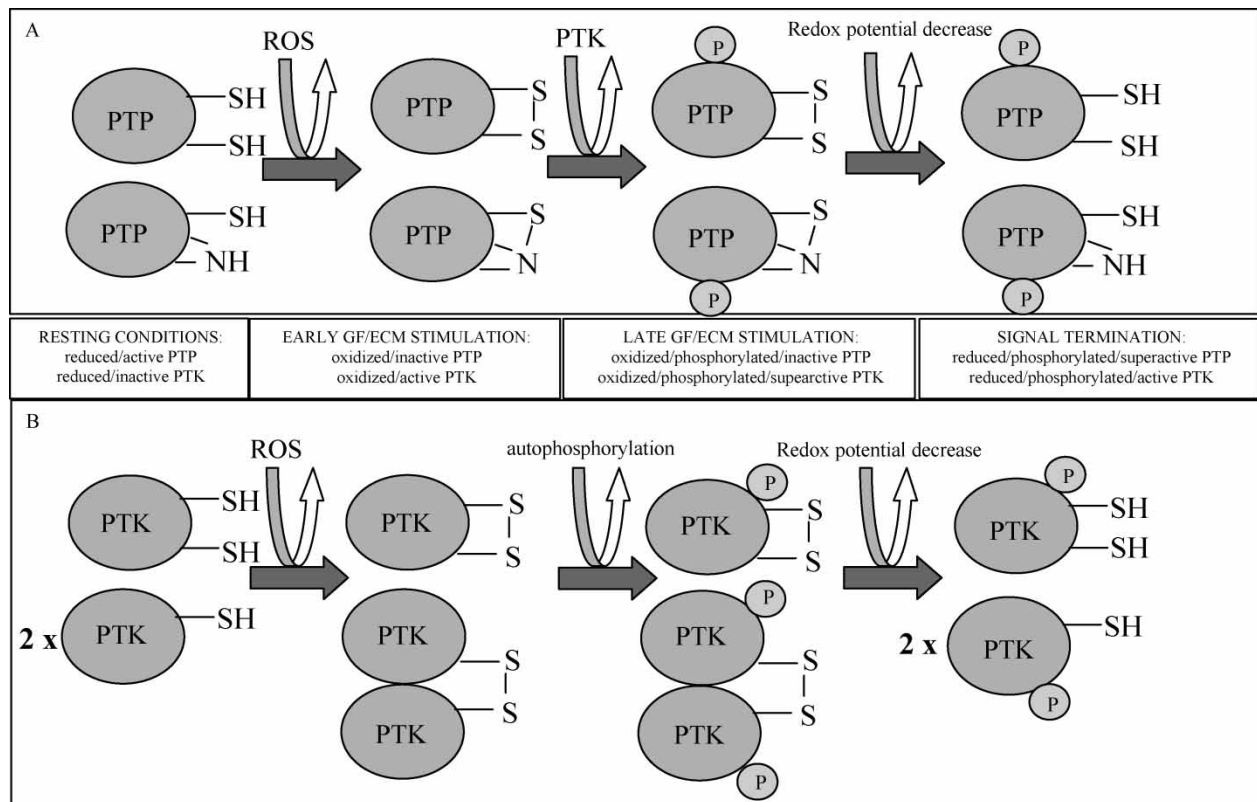 A
ROS
PTK
Redox potential decrease
PTP
SH
SH
PTP
S
S
P
PTP
S
S
P
PTP
SH
SH
PTP
SH
NH
PTP
S
N
PTP
S
N
P
PTP
SH
NH
P
RESTING CONDITIONS:
reduced/active PTP
reduced/inactive PTK
EARLY GF/ECM STIMULATION:
oxidized/inactive PTP
oxidized/active PTK
LATE GF/ECM STIMULATION:
oxidized/phosphorylated/inactive PTP
oxidized/phosphorylated/supearctive PTK
SIGNAL TERMINATION:
reduced/phosphorylated/superactive PTP
reduced/phosphorylated/active PTK
B
ROS
autophosphorylation
Redox potential decrease
PTK
SH
SH
PTK
S
S
PTK
P
S
S
PTK
P
SH
SH
2 x
PTK
SH
PTK
PTK
S
S
PTK
P
PTK
P
S
S
2 x
PTK
SH
P